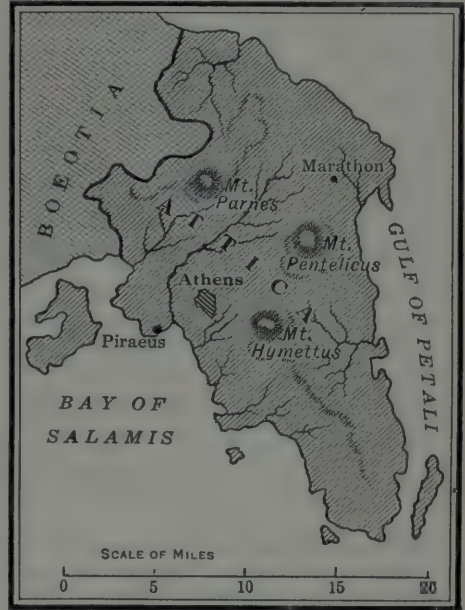 BOEOTIA
ATTICA
Marathon
Mt.
Parnes
Mt.
Pentelicus
GULF OF PETALI
Athens
Mt.
Hymettus
Piraeus
BAY OF
SALAMIS
SCALE OF MILES
0 5 10 15 20